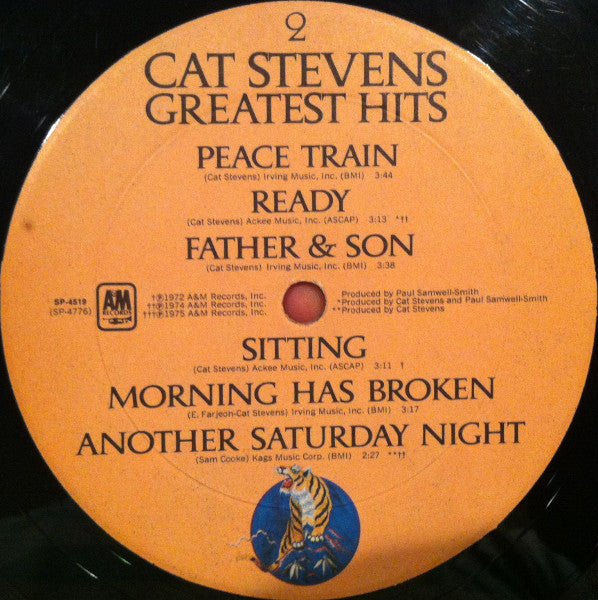 2
CAT STEVENS
GREATEST HITS
PEACE TRAIN
(Cat Stevens) Irving Music, Inc. (BMI) 3:44
READY
(Cat Stevens) Ackee Music, Inc. (ASCAP) 3:13 *††
FATHER & SON
(Cat Stevens) Irving Music, Inc. (BMI) 3:38
SP-4519
(SP-4776)
A&M
RECORDS
†℗1972 A&M Records, Inc.
††℗1974 A&M Records, Inc.
†††℗1975 A&M Records, Inc.
Produced by Paul Samwell-Smith
*Produced by Cat Stevens and Paul Samwell-Smith
**Produced by Cat Stevens
SITTING
(Cat Stevens) Ackee Music, Inc. (ASCAP) 3:11 †
MORNING HAS BROKEN
(E. Farjeon-Cat Stevens) Irving Music, Inc. (BMI) 3:17
ANOTHER SATURDAY NIGHT
(Sam Cooke) Kags Music Corp. (BMI) 2:27 **††